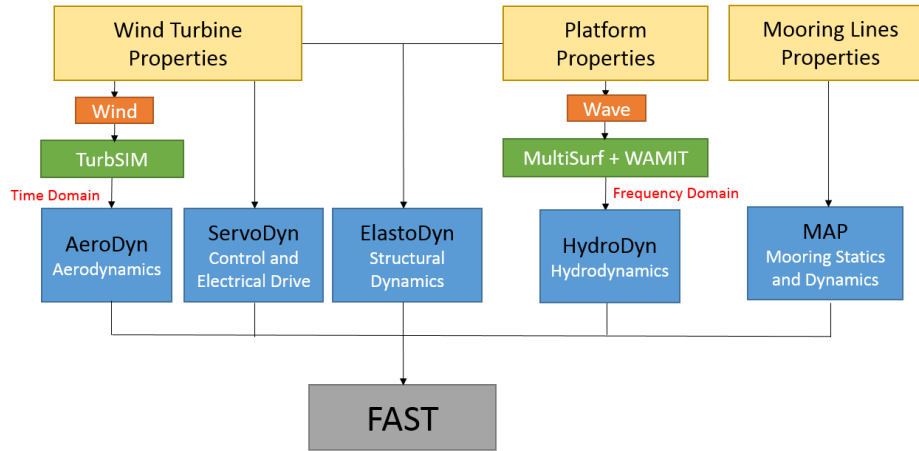 Wind Turbine
Properties
Platform
Properties
Mooring Lines
Properties
Wind
Wave
TurbSIM
MultiSurf + WAMIT
Time Domain
Frequency Domain
AeroDyn
Aerodynamics
ServoDyn
Control and
Electrical Drive
ElastoDyn
Structural
Dynamics
HydroDyn
Hydrodynamics
MAP
Mooring Statics
and Dynamics
FAST